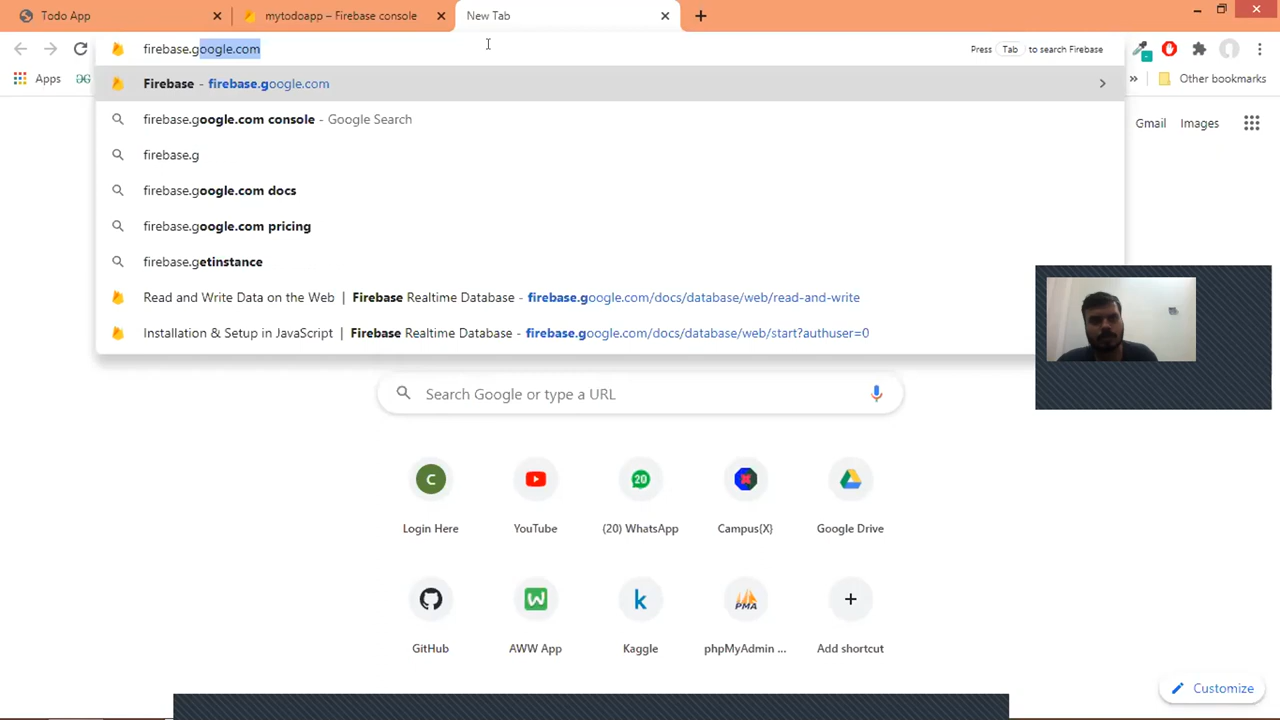 Todo App
mytodoapp – Firebase console
New Tab
firebase.google.com
Press Tab to search Firebase
Apps
Other bookmarks
Firebase - firebase.google.com
firebase.google.com console - Google Search
firebase.g
firebase.google.com docs
firebase.google.com pricing
firebase.getinstance
Read and Write Data on the Web | Firebase Realtime Database - firebase.google.com/docs/database/web/read-and-write
Installation & Setup in JavaScript | Firebase Realtime Database - firebase.google.com/docs/database/web/start?authuser=0
Gmail Images
Search Google or type a URL
C
20
Login Here YouTube (20) WhatsApp Campus{X} Google Drive
W k PMA
GitHub AWW App Kaggle phpMyAdmin ... Add shortcut
Customize